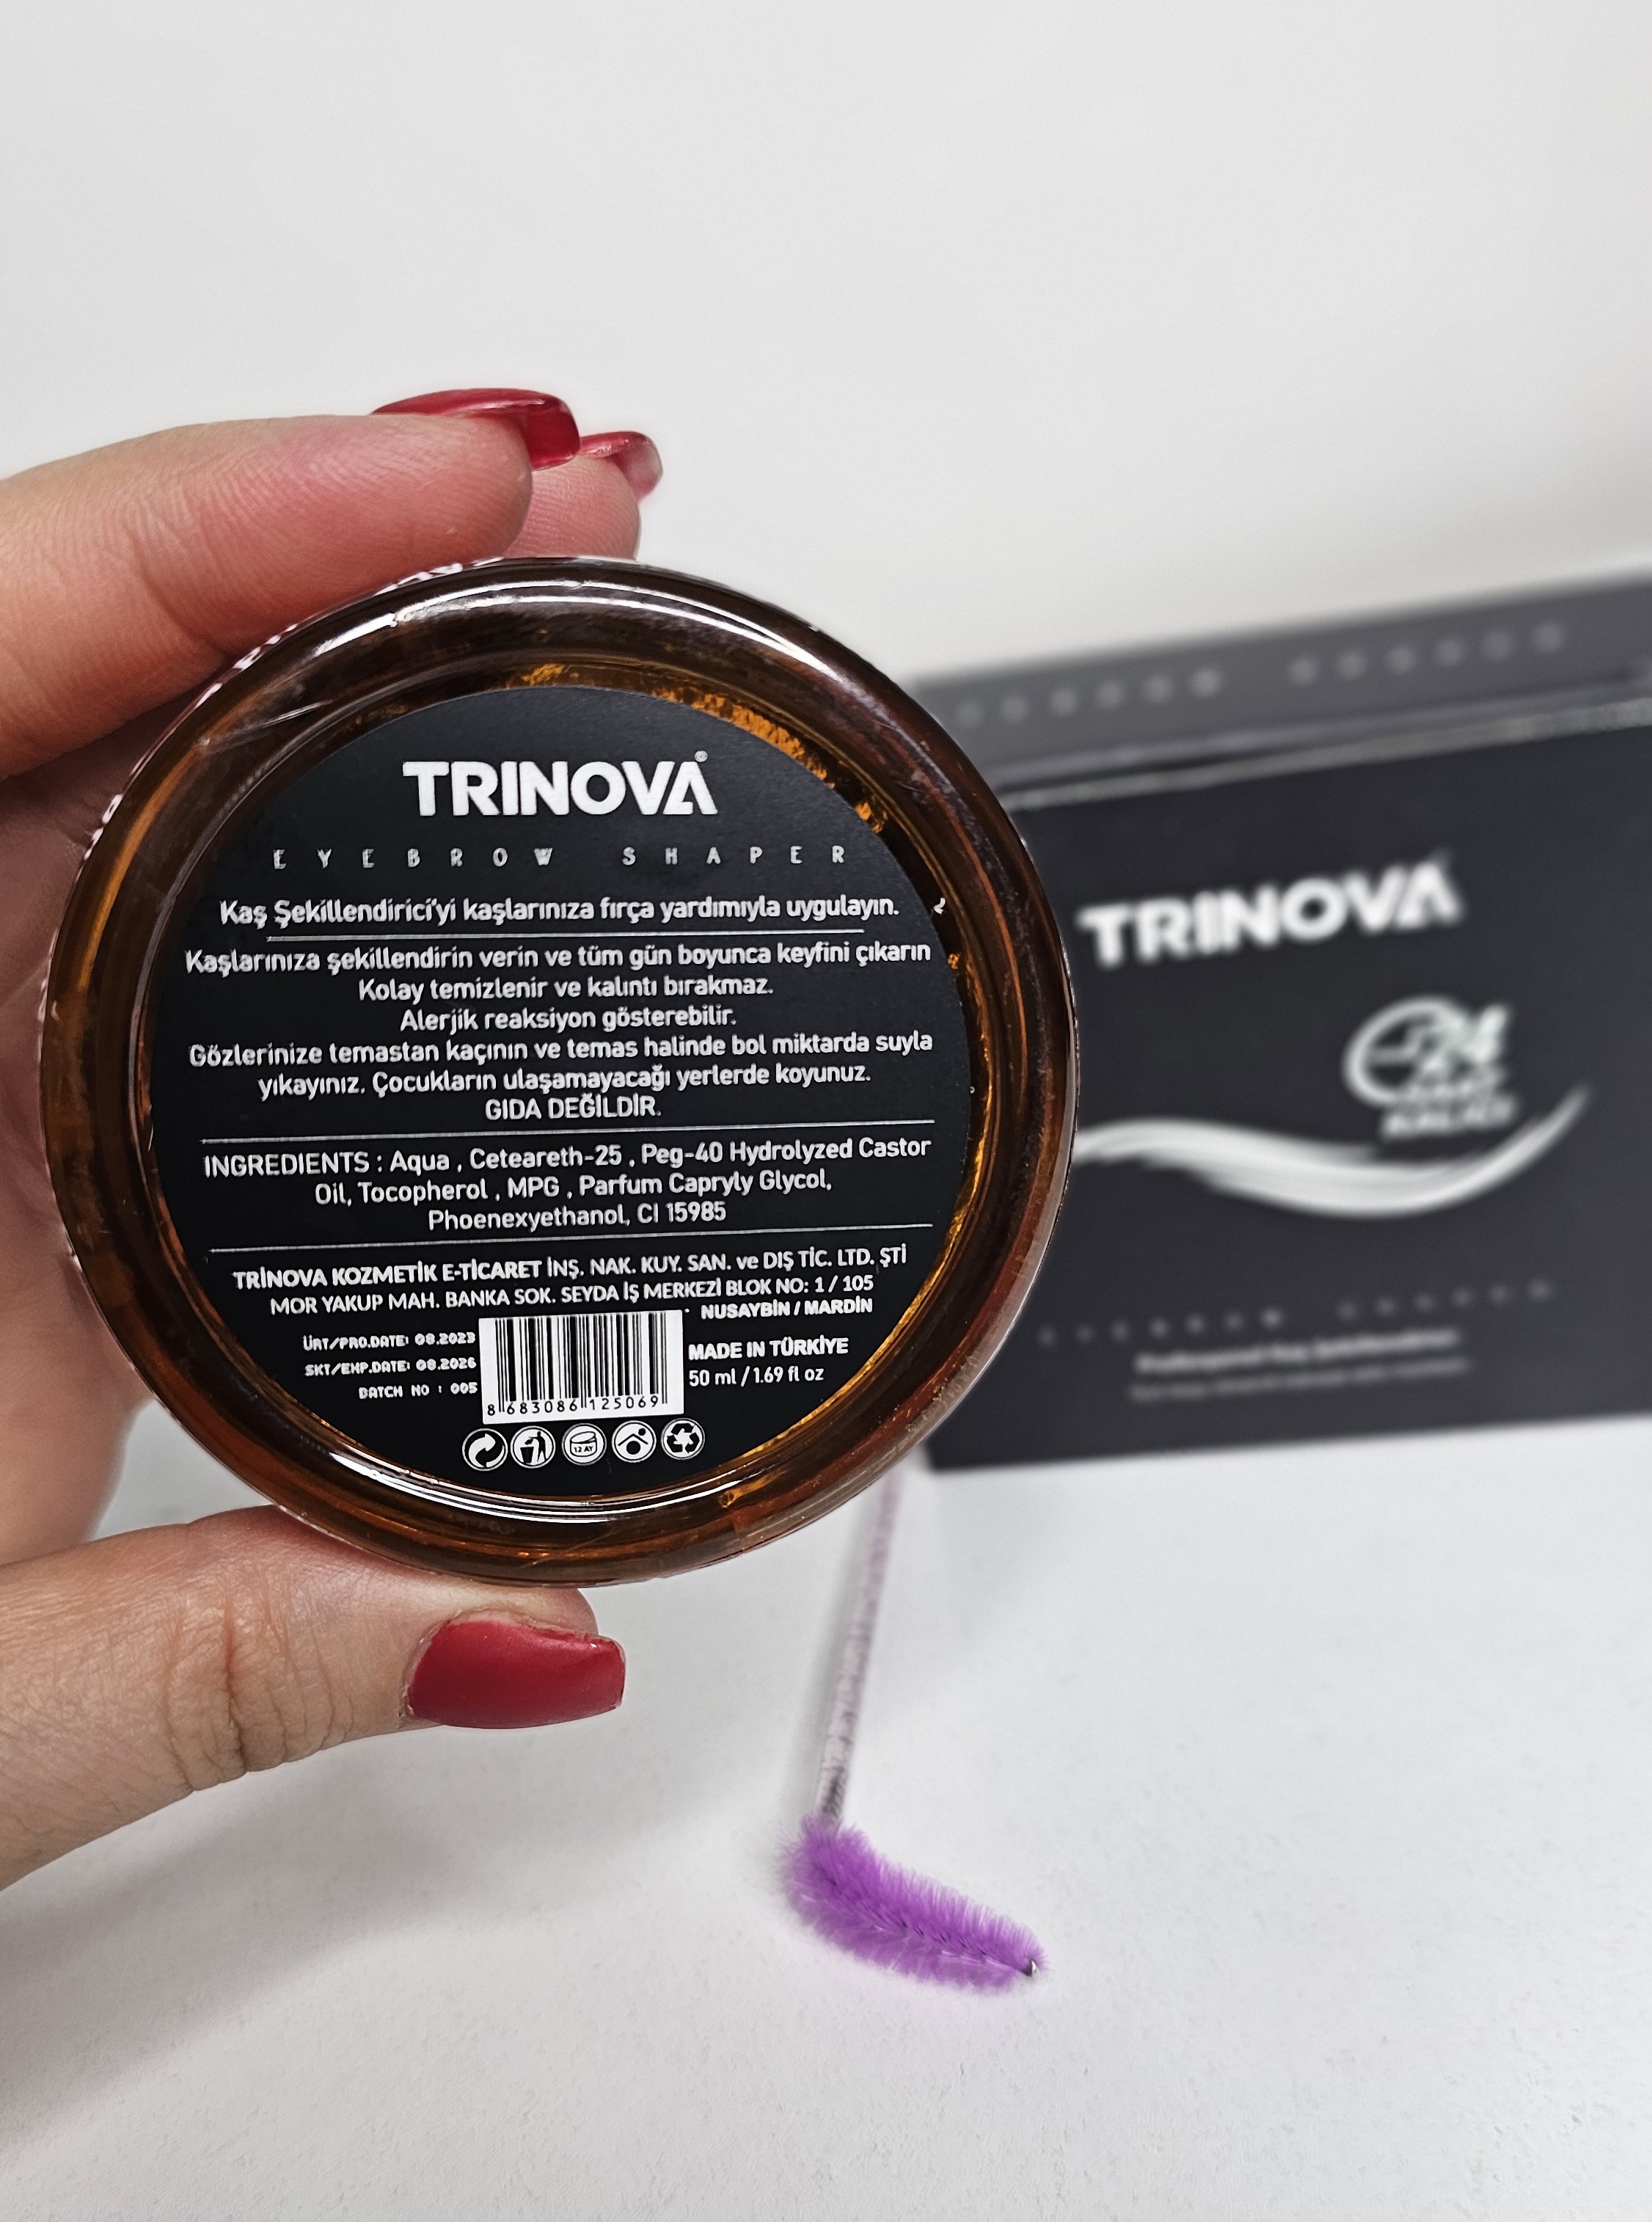 TRINOVA®
EYEBROW SHAPER
Kaş Şekillendirici'yi kaşlarınıza fırça yardımıyla uygulayın.
Kaşlarınıza şekillendirin verin ve tüm gün boyunca keyfini çıkarın
Kolay temizlenir ve kalıntı bırakmaz.
Alerjik reaksiyon gösterebilir.
Gözlerinize temastan kaçının ve temas halinde bol miktarda suyla
yıkayınız. Çocukların ulaşamayacağı yerlerde koyunuz.
GIDA DEĞİLDİR.
INGREDIENTS : Aqua , Ceteareth-25 , Peg-40 Hydrolyzed Castor
Oil, Tocopherol , MPG , Parfum Capryly Glycol,
Phoenexyethanol, CI 15985
TRİNOVA KOZMETİK E-TİCARET İNŞ. NAK. KUY. SAN. ve DIŞ TİC. LTD. ŞTİ
MOR YAKUP MAH. BANKA SOK. SEYDA İŞ MERKEZİ BLOK NO: 1 / 105
NUSAYBİN / MARDİN
ÜRT/PRO.DATE: 08.2023
SKT/EXP.DATE: 08.2026
BATCH NO : 005
8 683086 125069
MADE IN TÜRKİYE
50 ml / 1.69 fl oz
12 AY
TRINOVA
24
EYEBROW SHAPER